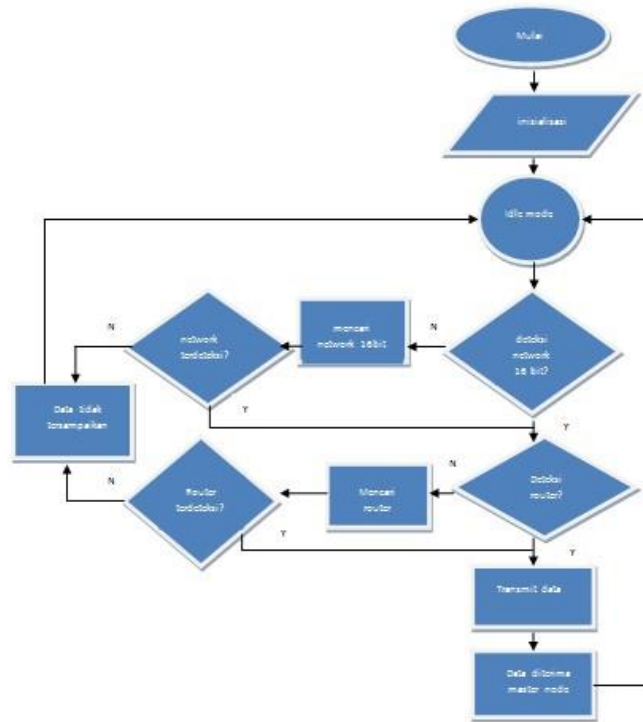 Mulai
inisialisasi
Idle mode
deteksi
network
16 bit?
N
mencari
network 16bit
network
terdeteksi?
N
Y
Y
Data tidak
tersampaikan
Deteksi
router?
N
Mencari
router
Router
terdeteksi?
N
Y
Y
Transmit data
Data diterima
master node